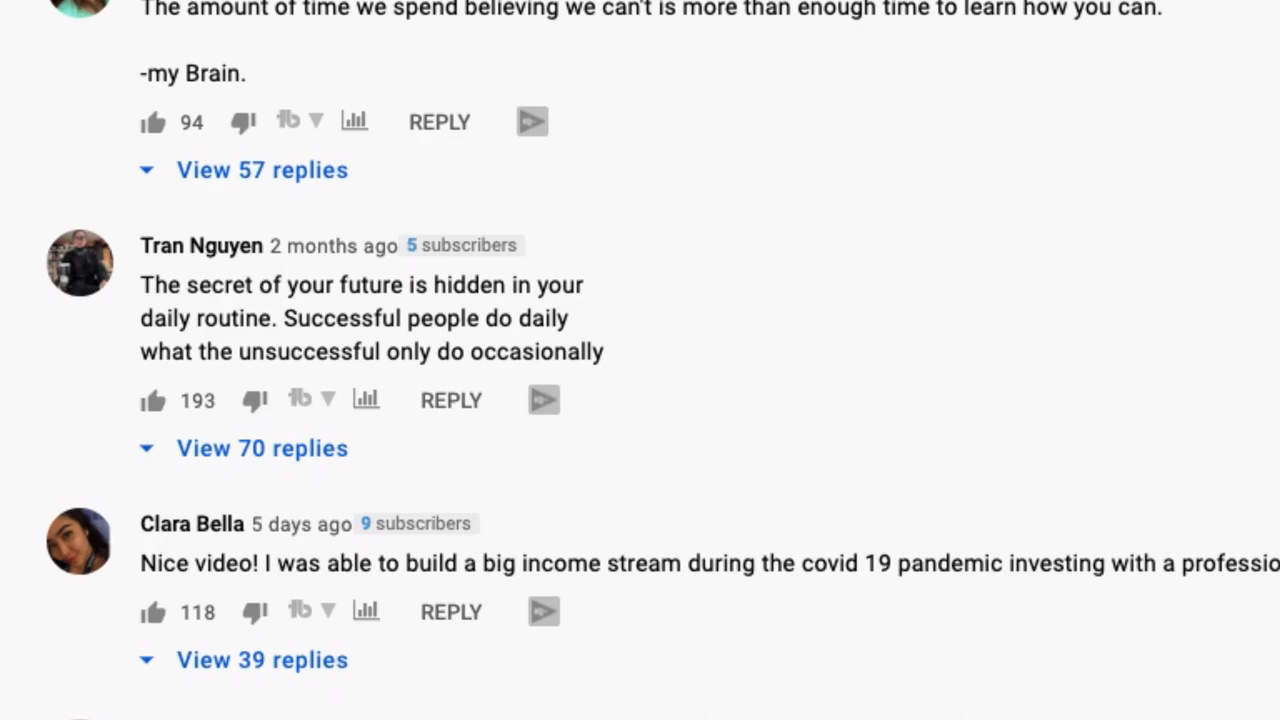 The amount of time we spend believing we can't is more than enough time to learn how you can.
-my Brain.
94 REPLY
View 57 replies
Tran Nguyen 2 months ago 5 subscribers
The secret of your future is hidden in your
daily routine. Successful people do daily
what the unsuccessful only do occasionally
193 REPLY
View 70 replies
Clara Bella 5 days ago 9 subscribers
Nice video! I was able to build a big income stream during the covid 19 pandemic investing with a professio
118 REPLY
View 39 replies